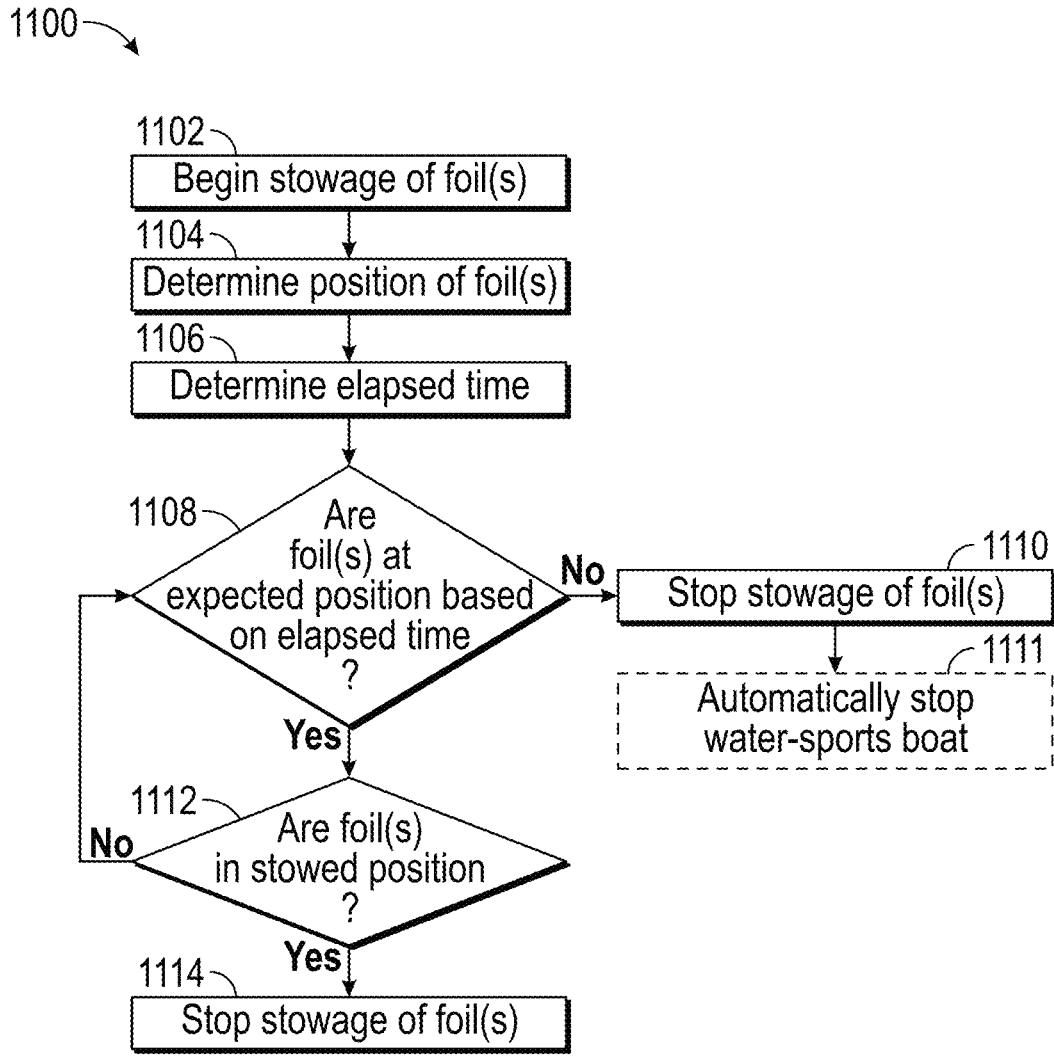 1100
1102
Begin stowage of foil(s)
1104
Determine position of foil(s)
1106
Determine elapsed time
1108
Are
foil(s) at
expected position based
on elapsed time
?
No
1110
Stop stowage of foil(s)
1111
Automatically stop
water-sports boat
Yes
1112
Are foil(s)
in stowed position
?
No
Yes
1114
Stop stowage of foil(s)